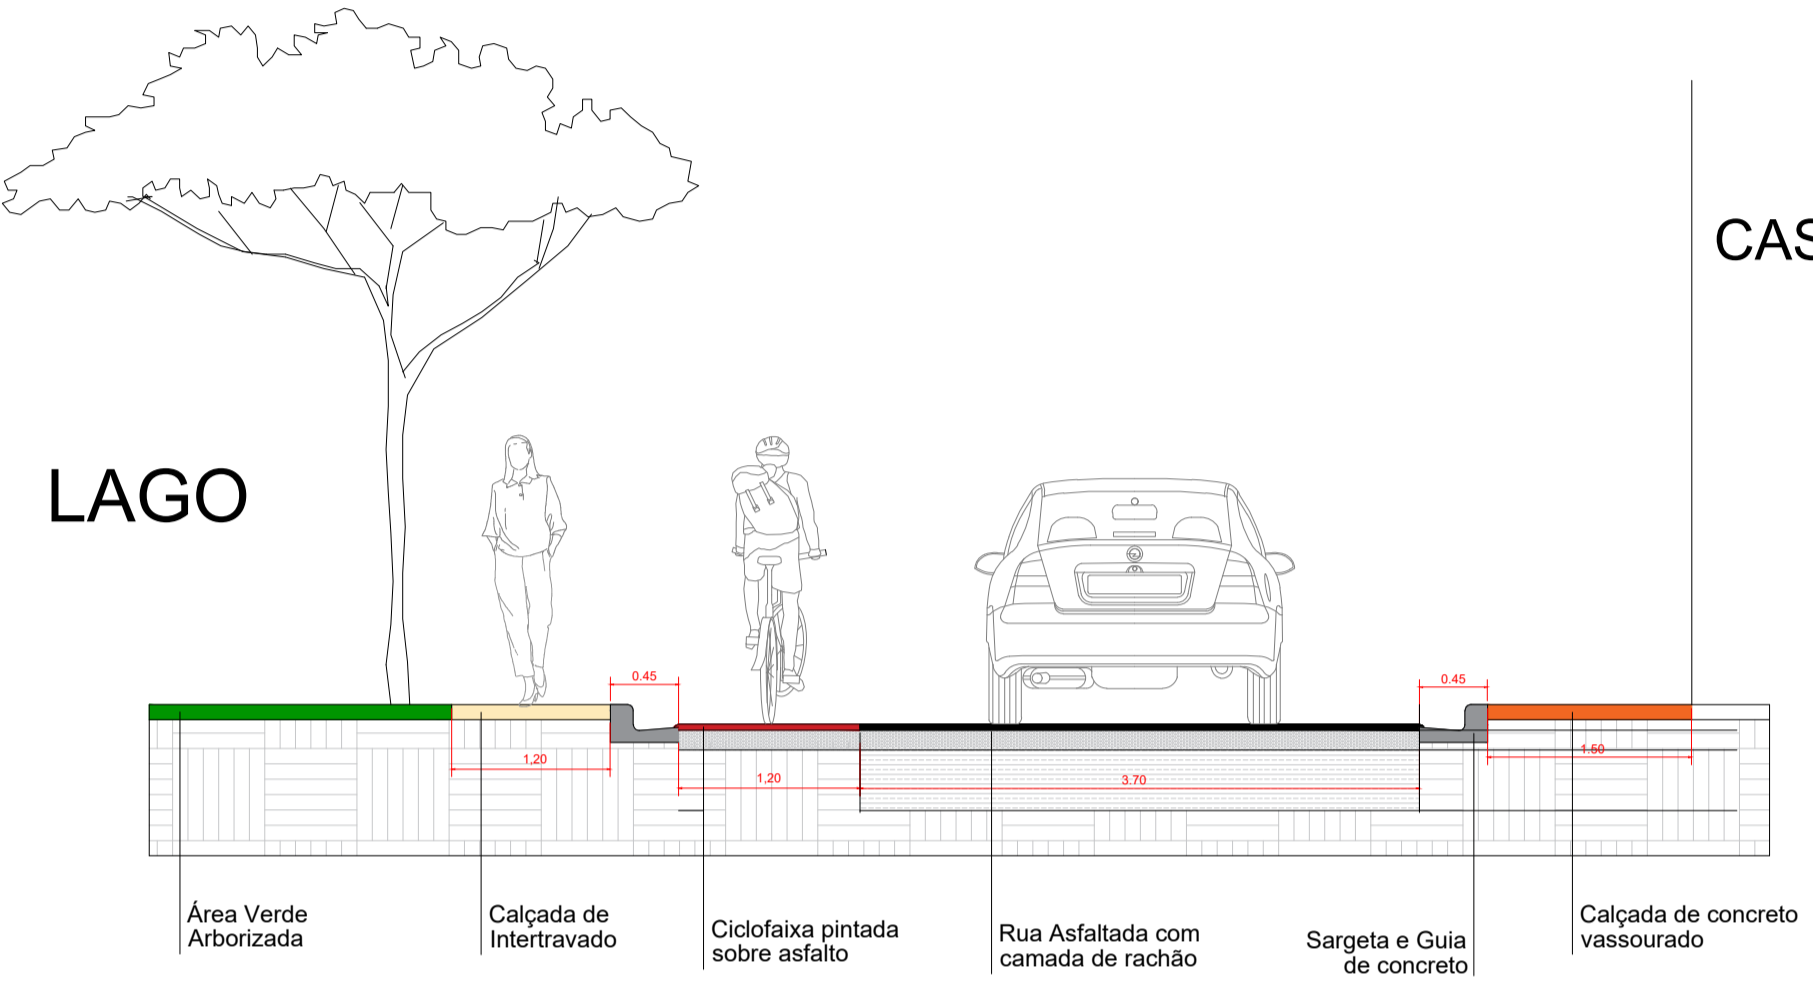 CAS
LAGO
0.45
0.45
1,20
1,20
3.70
1.50
Área Verde
Arborizada
Calçada de
Intertravado
Ciclofaixa pintada
sobre asfalto
Rua Asfaltada com
camada de rachão
Sargeta e Guia
de concreto
Calçada de concreto
vassourado